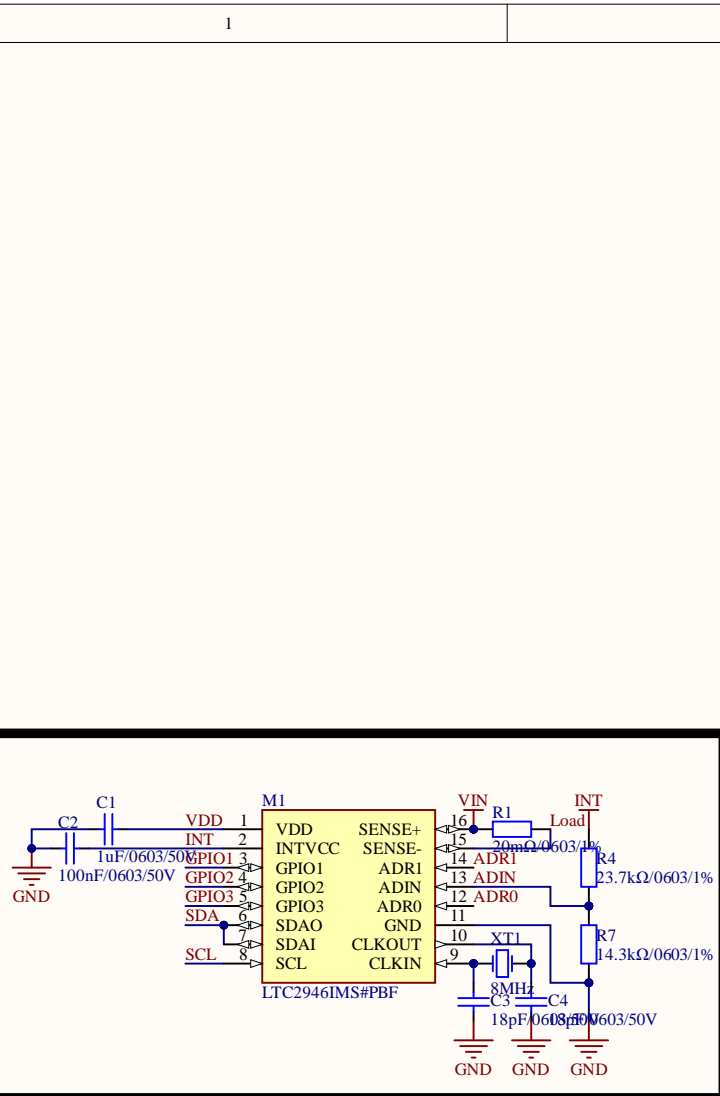 1
C1
C2
1uF/0603/50V
100nF/0603/50V
GND
VDD 1
INT 2
GPIO1 3
GPIO2 4
GPIO3 5
SDA 6
7
SCL 8
M1
VDD SENSE+
INTVCC SENSE-
GPIO1 ADR1
GPIO2 ADIN
GPIO3 ADR0
SDAO GND
SDAI CLKOUT
SCL CLKIN
LTC2946IMS#PBF
16
15
14 ADR1
13 ADIN
12 ADR0
11
10
9
VIN
R1
20mΩ/0603/1%
Load
INT
R4
23.7kΩ/0603/1%
R7
14.3kΩ/0603/1%
XT1
8MHz
C3
18pF/0603/50V
C4
18pF/0603/50V
GND GND GND